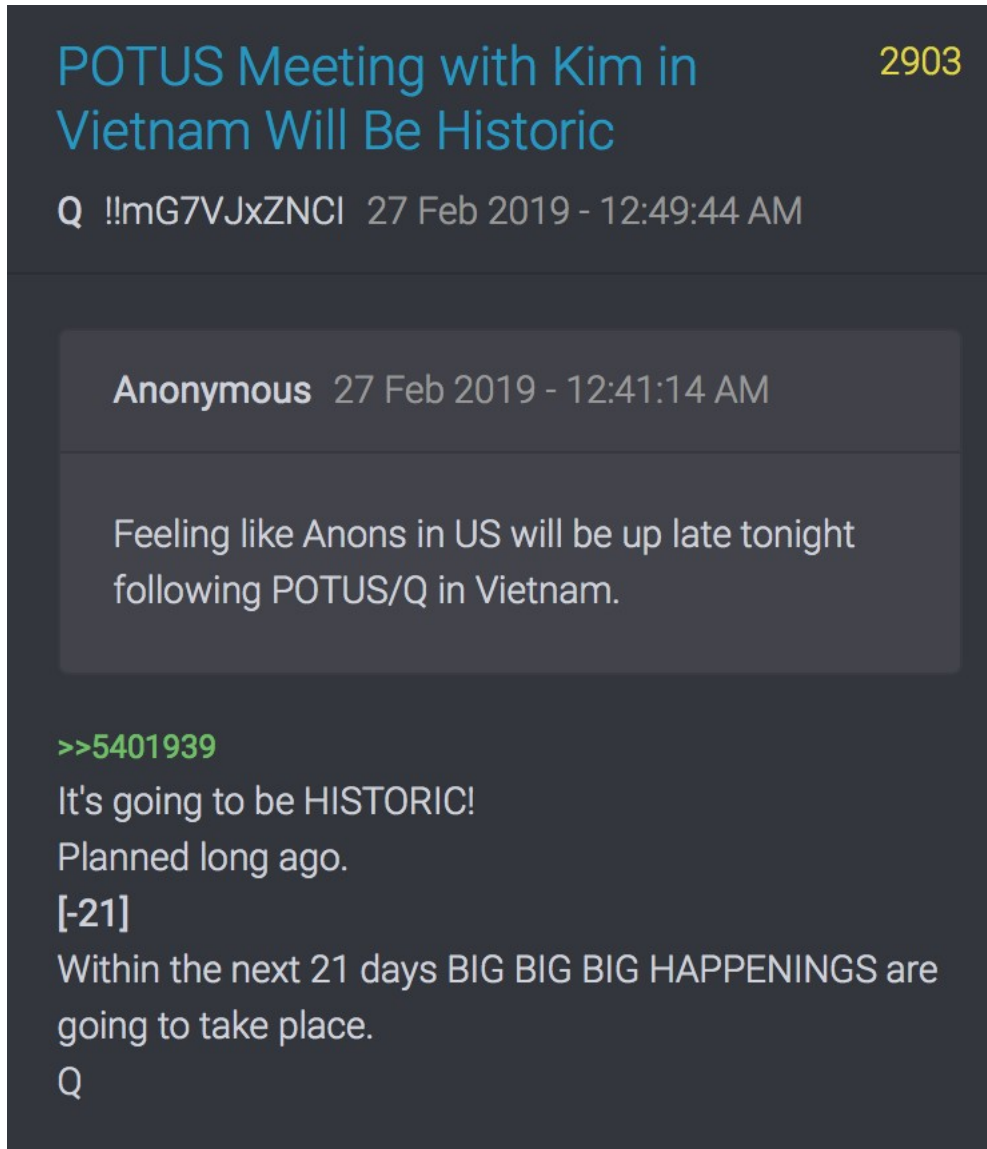 POTUS Meeting with Kim in
Vietnam Will Be Historic
2903
Q !!mG7VJxZNCI 27 Feb 2019 - 12:49:44 AM
Anonymous 27 Feb 2019 - 12:41:14 AM
Feeling like Anons in US will be up late tonight
following POTUS/Q in Vietnam.
>>5401939
It's going to be HISTORIC!
Planned long ago.
[-21]
Within the next 21 days BIG BIG BIG HAPPENINGS are
going to take place.
Q